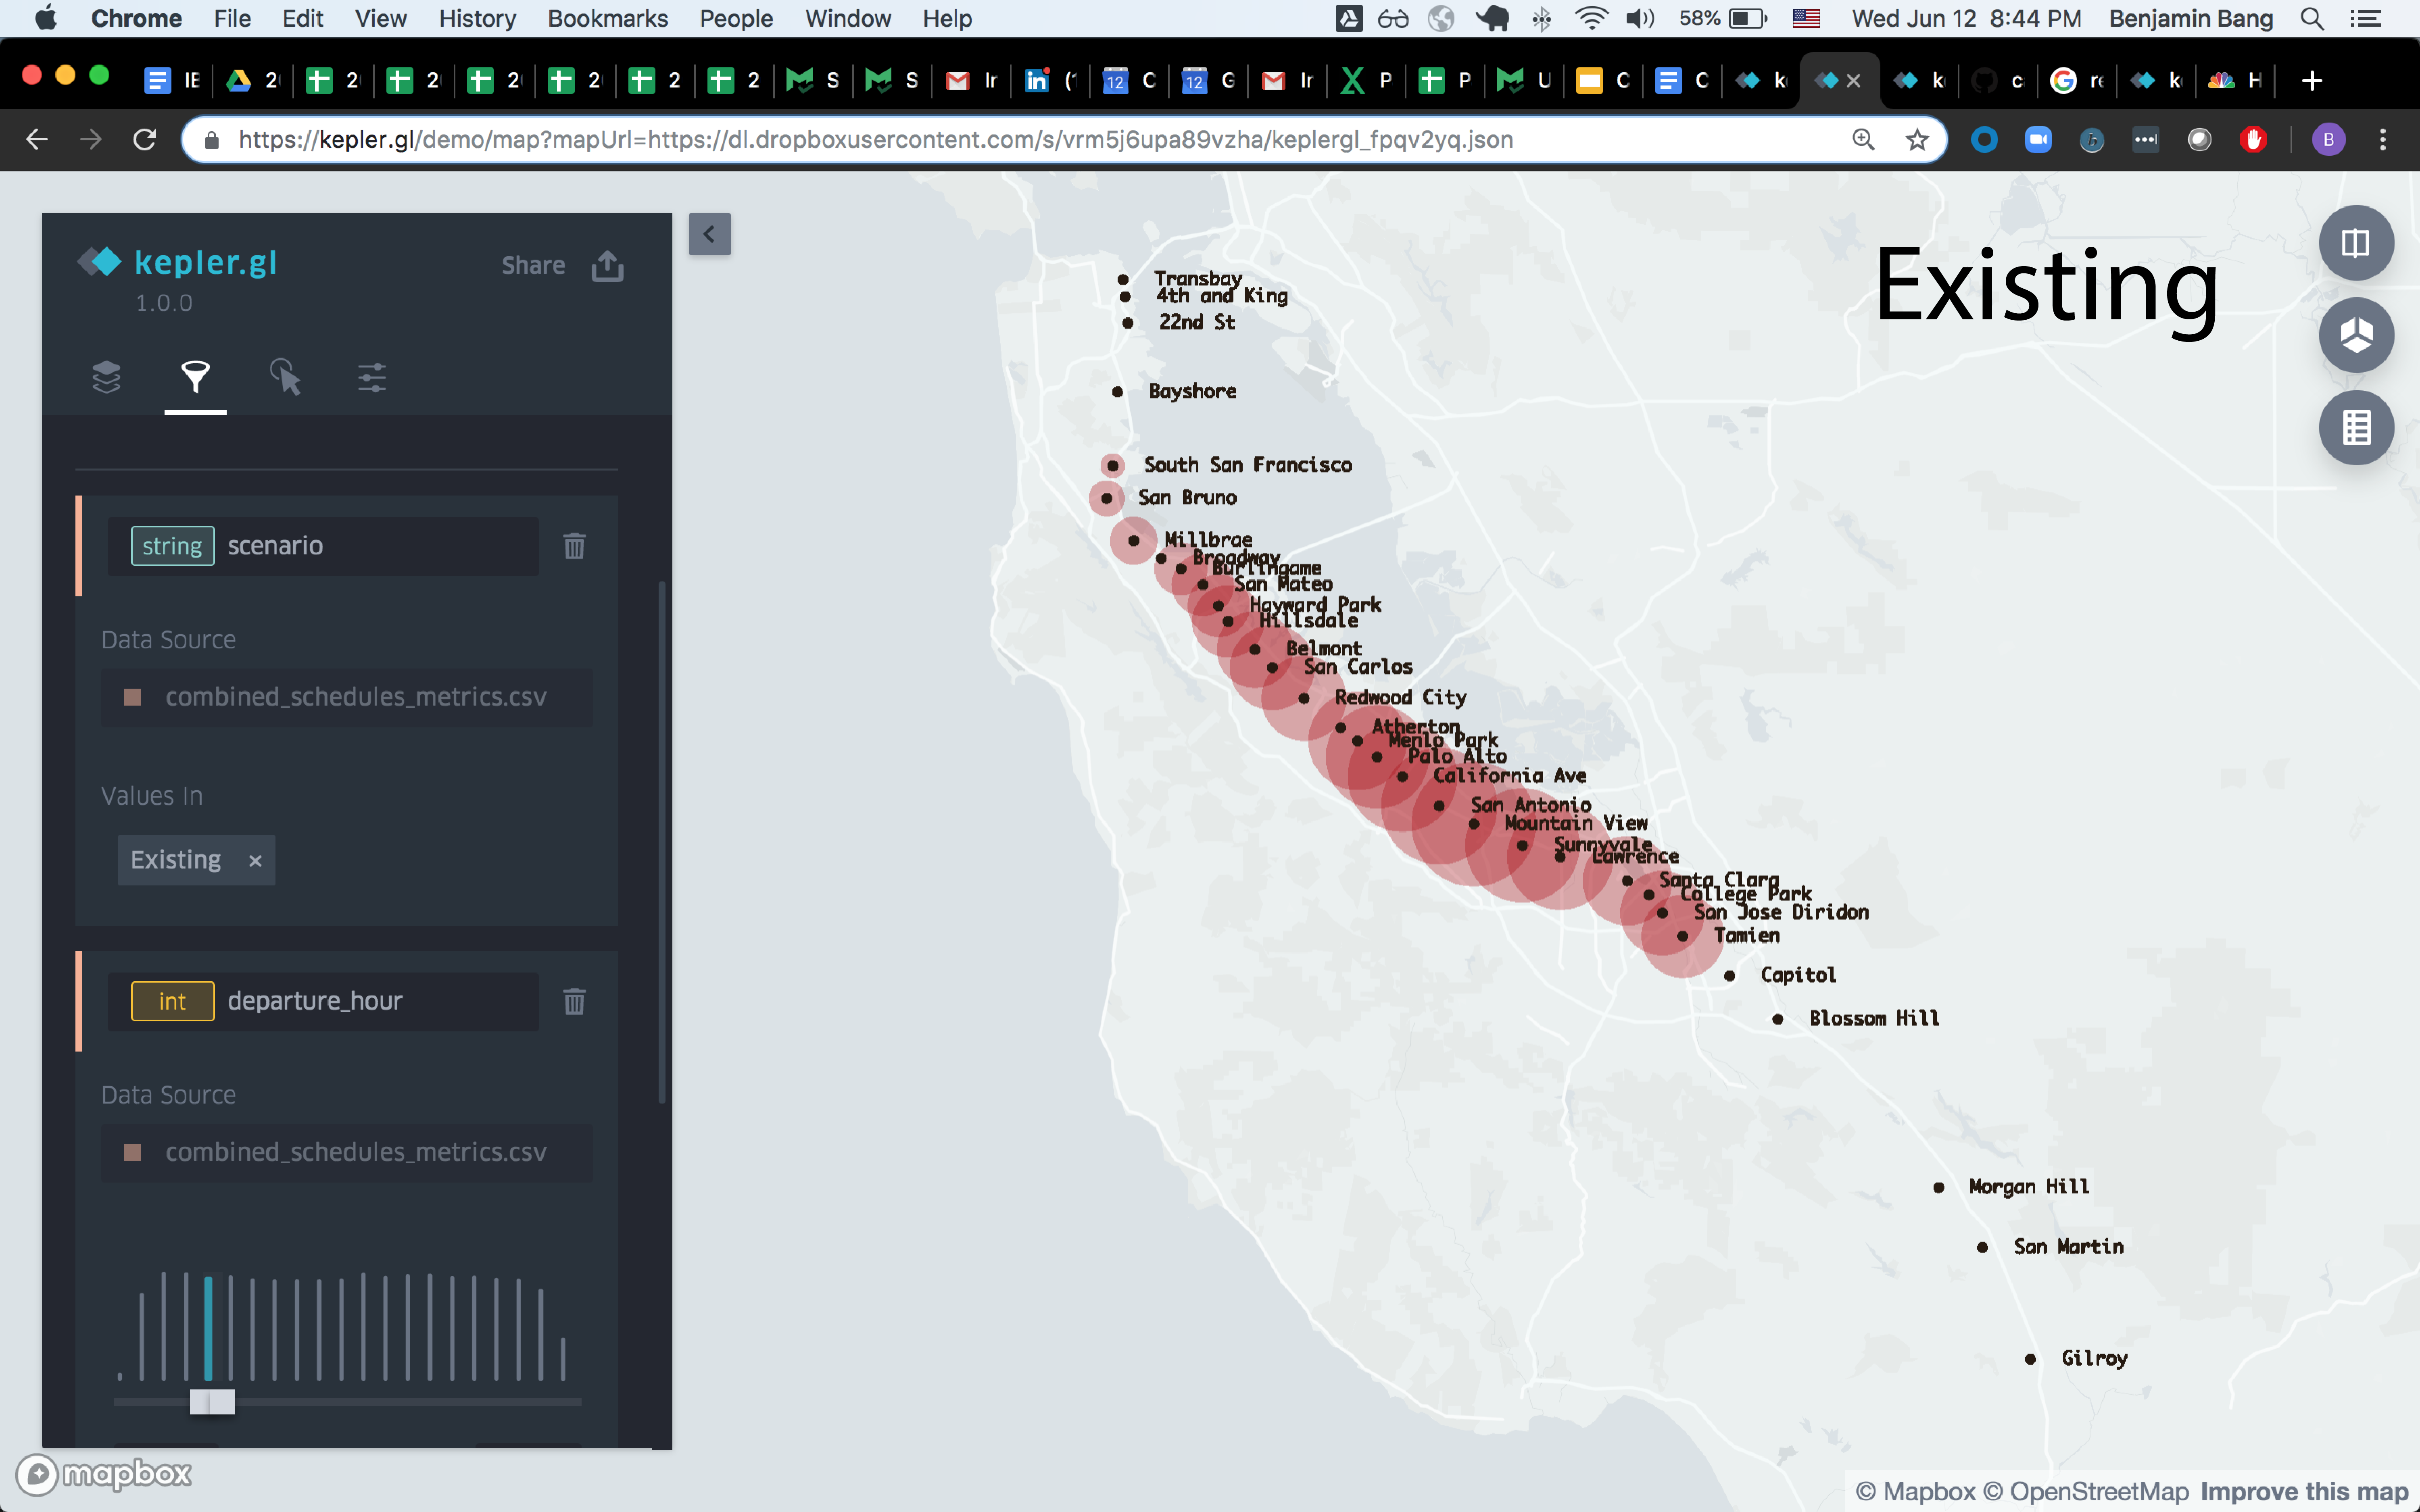 Chrome File Edit View History Bookmarks People Window Help 58% Wed Jun 12 8:44 PM Benjamin Bang
IE 2 2 2 2 2 2 2 S S Ir (1 12 C 12 G Ir P P U C C k k c re k H
https://kepler.gl/demo/map?mapUrl=https://dl.dropboxusercontent.com/s/vrm5j6upa89vzha/keplergl_fpqv2yq.json B
kepler.gl
1.0.0
Share
string scenario
Data Source
combined_schedules_metrics.csv
Values In
Existing ×
int departure_hour
Data Source
combined_schedules_metrics.csv
Existing
Transbay
4th and King
22nd St
Bayshore
South San Francisco
San Bruno
Millbrae
Broadway
Burlingame
San Mateo
Hayward Park
Hillsdale
Belmont
San Carlos
Redwood City
Atherton
Menlo Park
Palo Alto
California Ave
San Antonio
Mountain View
Sunnyvale
Lawrence
Santa Clara
College Park
San Jose Diridon
Tamien
Capitol
Blossom Hill
Morgan Hill
San Martin
Gilroy
mapbox
© Mapbox © OpenStreetMap Improve this map